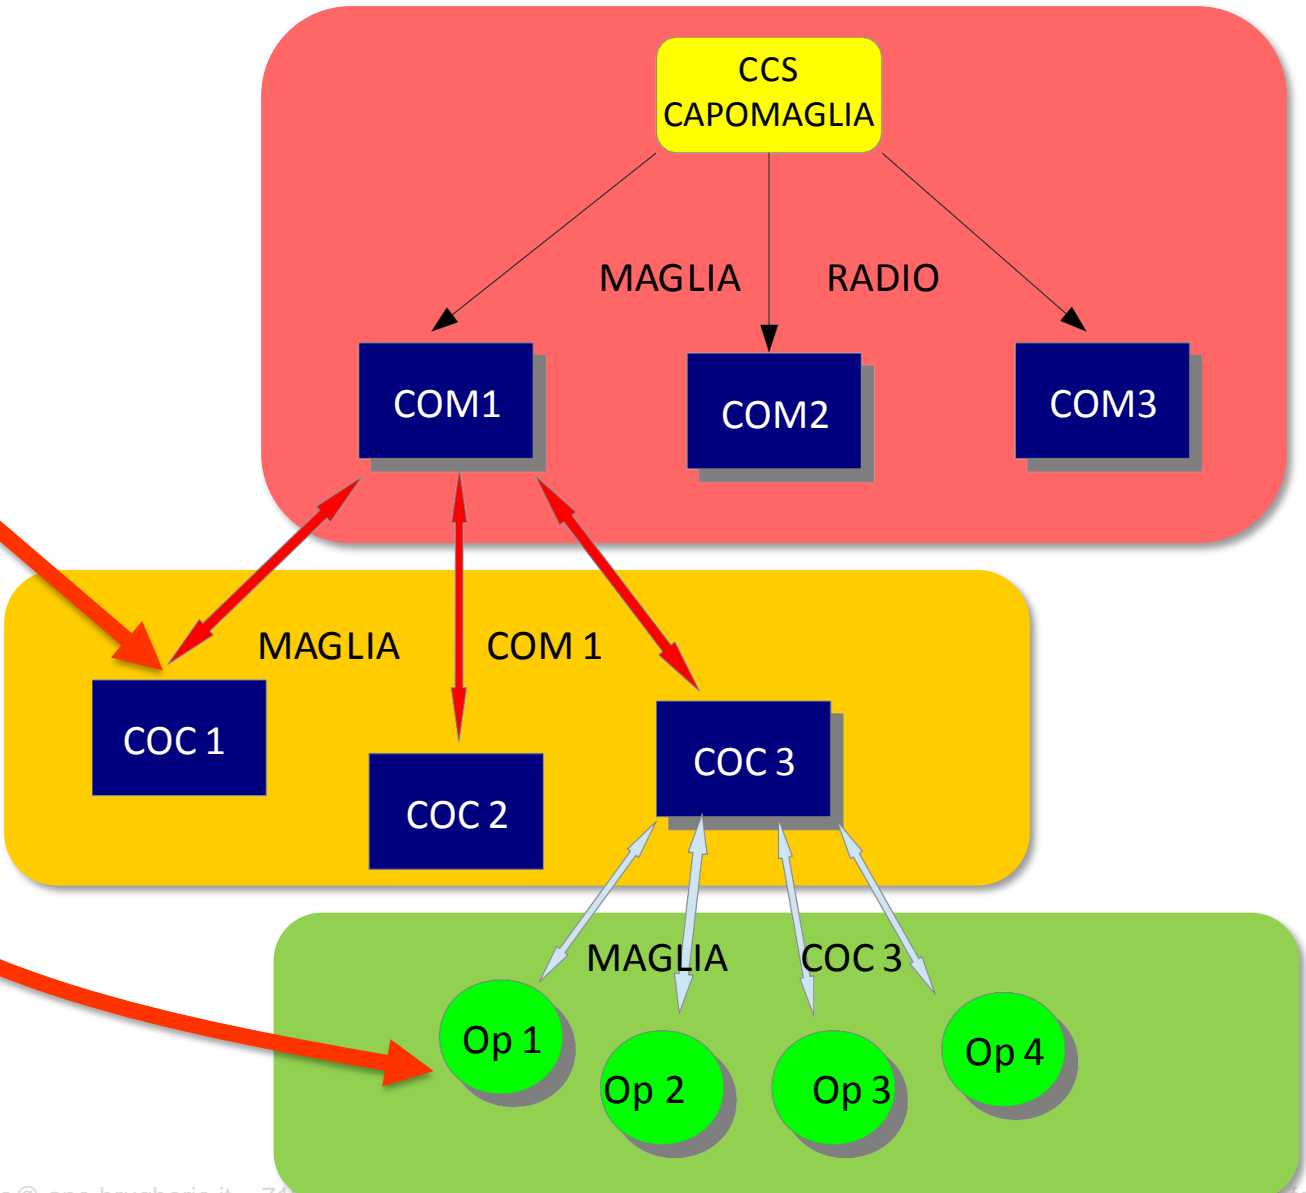 CCS
CAPOMAGLIA
MAGLIA RADIO
COM1
COM2
COM3
MAGLIA COM 1
COC 1
COC 2
COC 3
MAGLIA COC 3
Op 1
Op 2
Op 3
Op 4